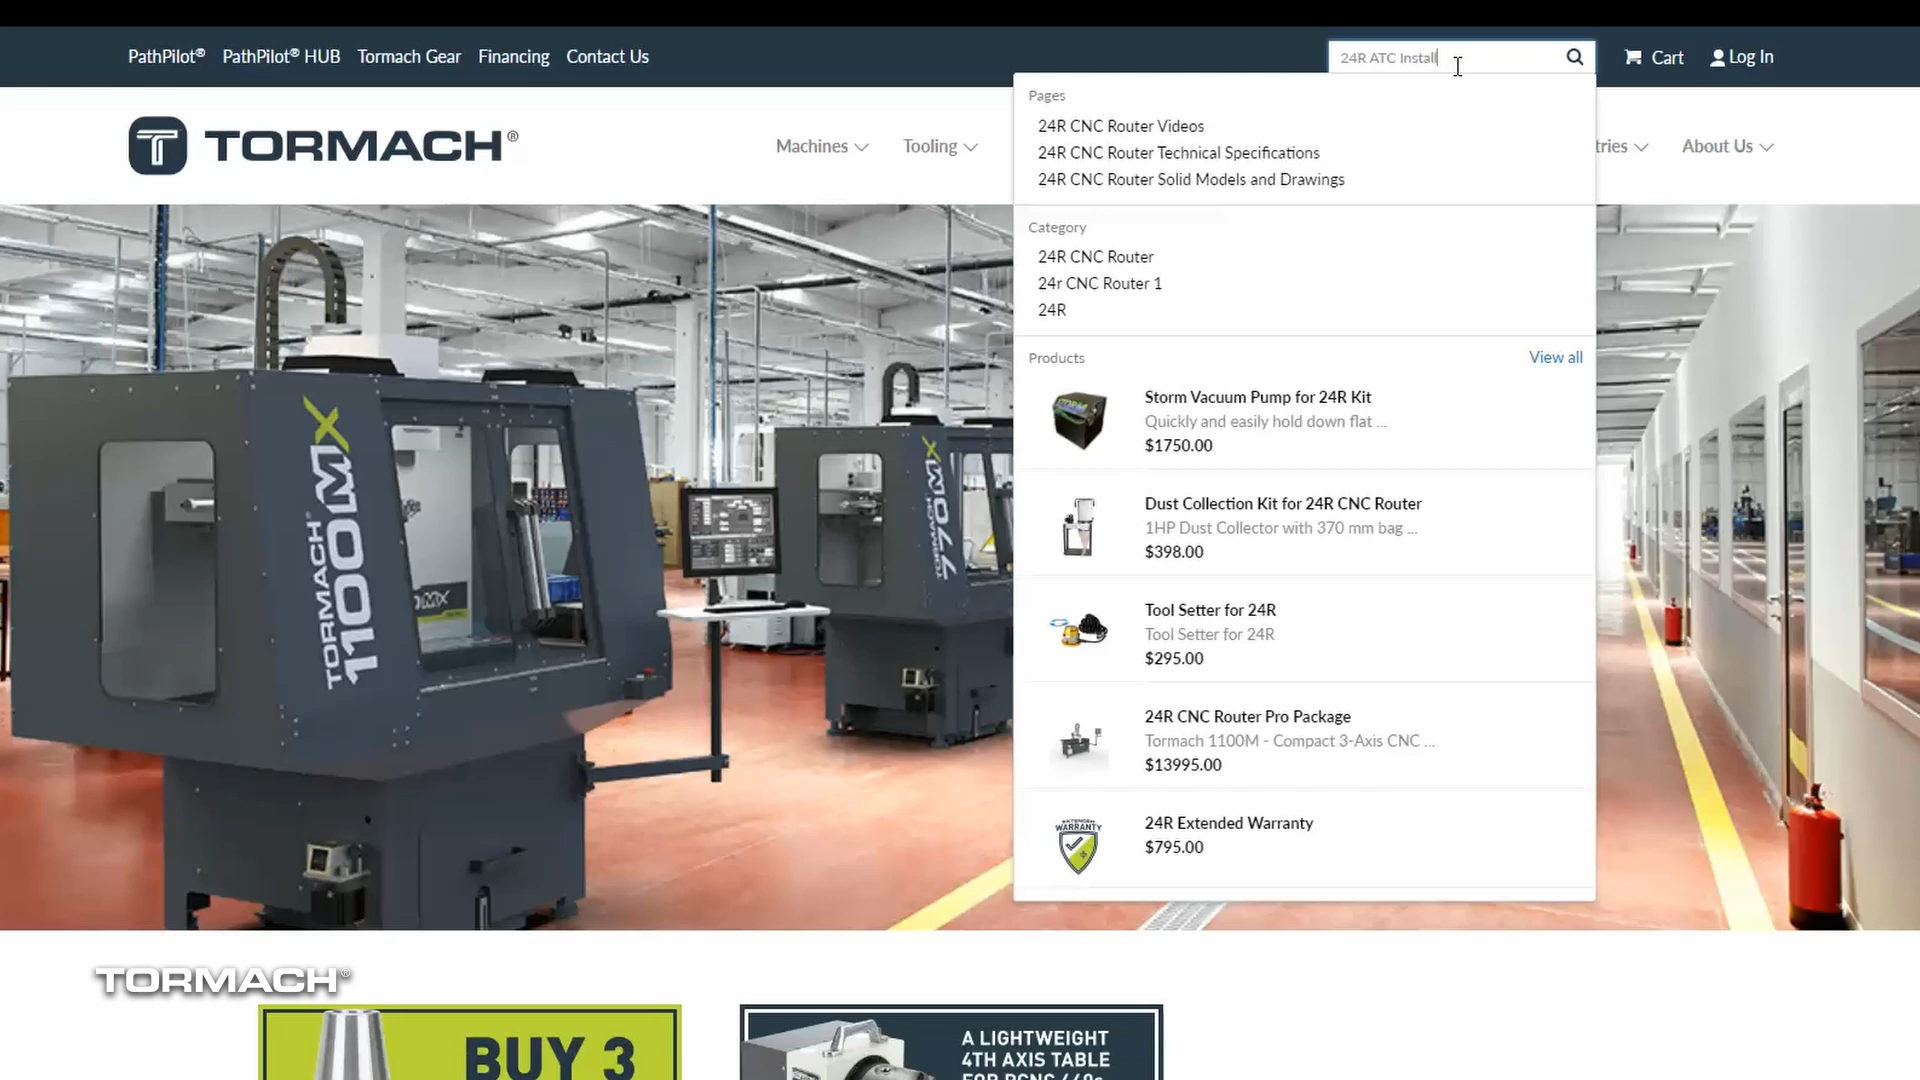 PathPilot® PathPilot® HUB Tormach Gear Financing Contact Us
24R ATC Install
Cart Log In
TORMACH®
Machines Tooling
tries About Us
Pages
24R CNC Router Videos
24R CNC Router Technical Specifications
24R CNC Router Solid Models and Drawings
Category
24R CNC Router
24r CNC Router 1
24R
Products View all
Storm Vacuum Pump for 24R Kit
Quickly and easily hold down flat ...
$1750.00
Dust Collection Kit for 24R CNC Router
1HP Dust Collector with 370 mm bag ...
$398.00
Tool Setter for 24R
Tool Setter for 24R
$295.00
24R CNC Router Pro Package
Tormach 1100M - Compact 3-Axis CNC ...
$13995.00
EXTENDED
WARRANTY
24R Extended Warranty
$795.00
TORMACH®
1100MX
TORMACH
770MX
TORMACH®
BUY 3
A LIGHTWEIGHT
4TH AXIS TABLE
FOR PCNC 440s